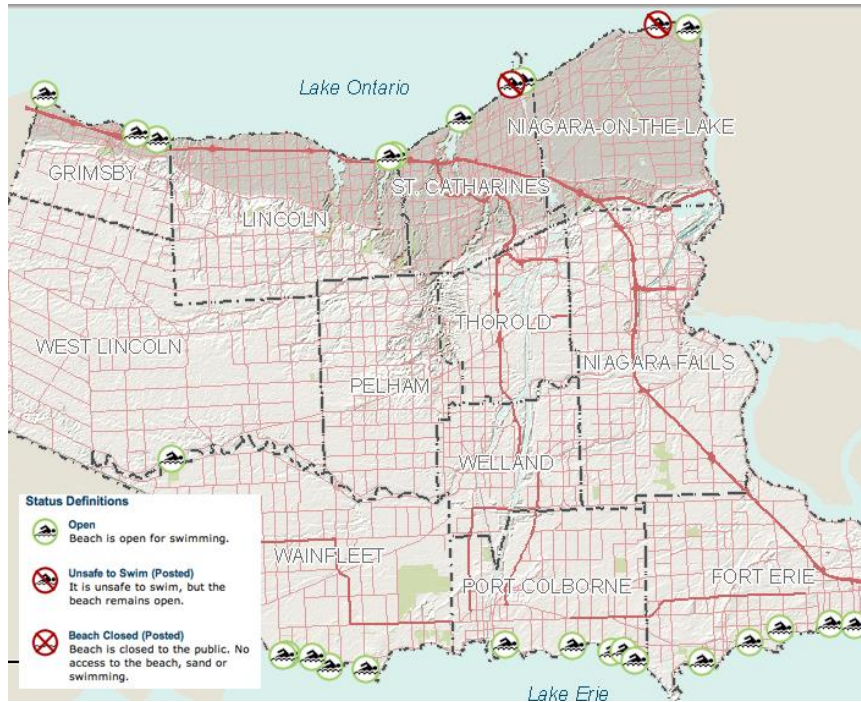 Lake Ontario
NIAGARA-ON-THE-LAKE
GRIMSBY
ST. CATHARINES
LINCOLN
THOROLD
WEST LINCOLN
NIAGARA FALLS
PELHAM
WELLAND
Status Definitions
Open
Beach is open for swimming.
Unsafe to Swim (Posted)
It is unsafe to swim, but the
beach remains open.
Beach Closed (Posted)
Beach is closed to the public. No
access to the beach, sand or
swimming.
WAINFLEET
PORT COLBORNE
FORT ERIE
Lake Erie